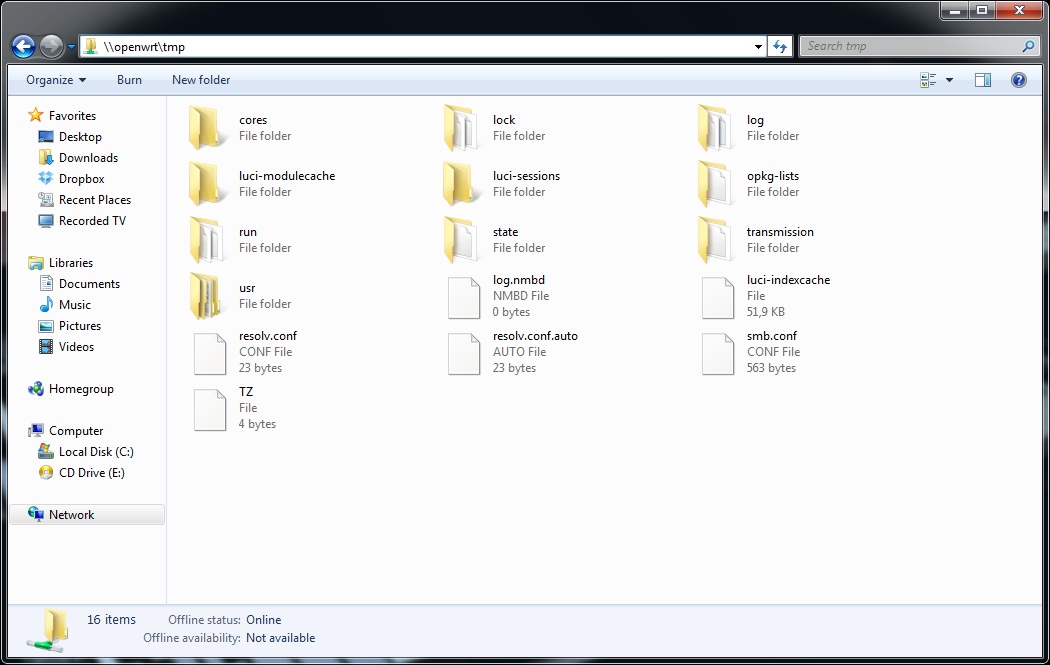 \\openwrt\tmp
Search tmp
Organize
Burn
New folder
Favorites
Desktop
Downloads
Dropbox
Recent Places
Recorded TV
Libraries
Documents
Music
Pictures
Videos
Homegroup
Computer
Local Disk (C:)
CD Drive (E:)
Network
cores
File folder
lock
File folder
log
File folder
luci-modulecache
File folder
luci-sessions
File folder
opkg-lists
File folder
run
File folder
state
File folder
transmission
File folder
usr
File folder
log.nmbd
NMBD File
0 bytes
luci-indexcache
File
51,9 KB
resolv.conf
CONF File
23 bytes
resolv.conf.auto
AUTO File
23 bytes
smb.conf
CONF File
563 bytes
TZ
File
4 bytes
16 items
Offline status: Online
Offline availability: Not available